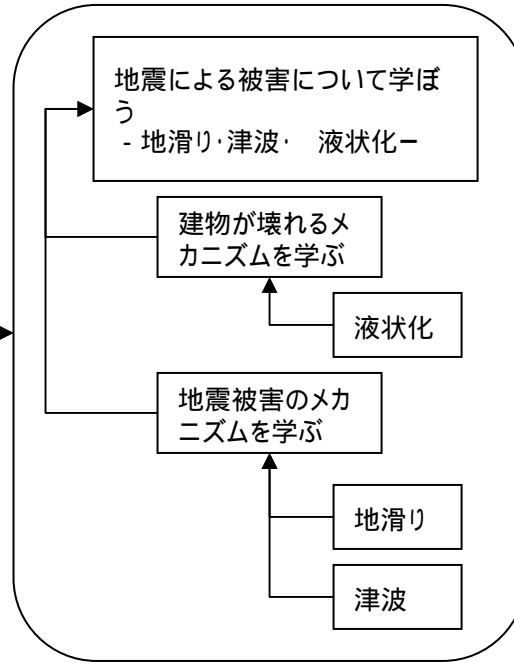 地震による被害について学ぼ
う
- 地滑り･津波･ 液状化ー
建物が壊れるメ
カニズムを学ぶ
液状化
地震被害のメカ
ニズムを学ぶ
地滑り
津波